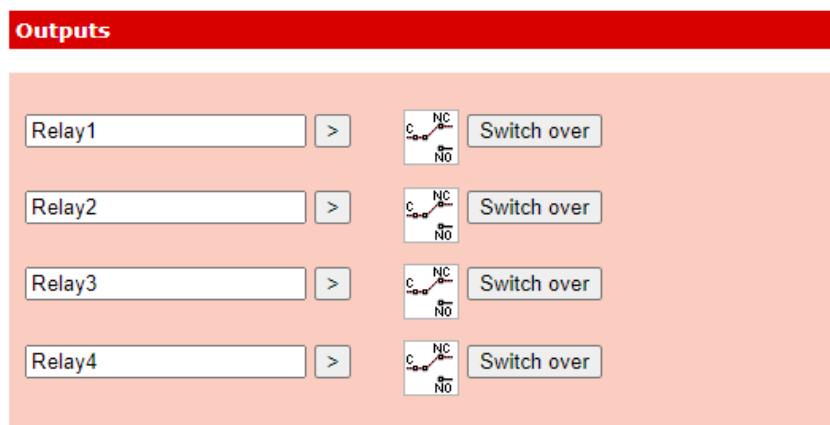 Outputs
Relay1 > C NC NO Switch over
Relay2 > C NC NO Switch over
Relay3 > C NC NO Switch over
Relay4 > C NC NO Switch over